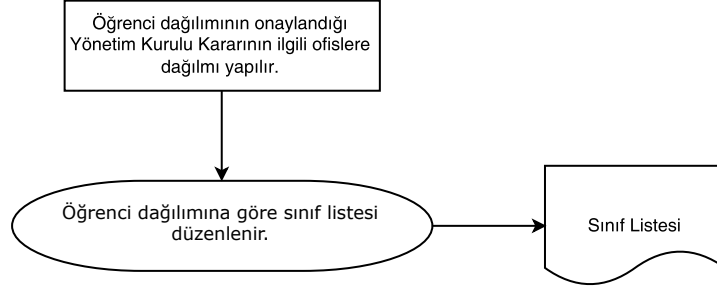 Öğrenci dağılımının onaylandığı
Yönetim Kurulu Kararının ilgili ofislere
dağılmı yapılır.
Öğrenci dağılımına göre sınıf listesi
düzenlenir.
Sınıf Listesi